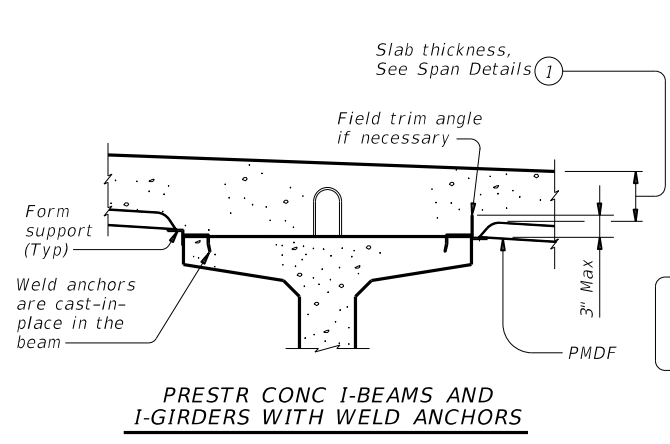 Slab thickness,
See Span Details 1
Field trim angle
if necessary
Form
support
(Typ)
Weld anchors
are cast-in-
place in the
beam
3" Max
PMDF
PRESTR CONC I-BEAMS AND
I-GIRDERS WITH WELD ANCHORS